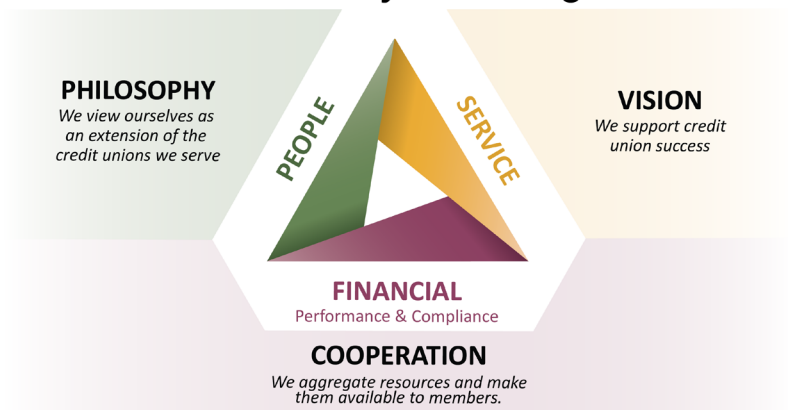 PHILOSOPHY
We view ourselves as
an extension of the
credit unions we serve
PEOPLE
SERVICE
VISION
We support credit
union success
FINANCIAL
Performance & Compliance
COOPERATION
We aggregate resources and make
them available to members.